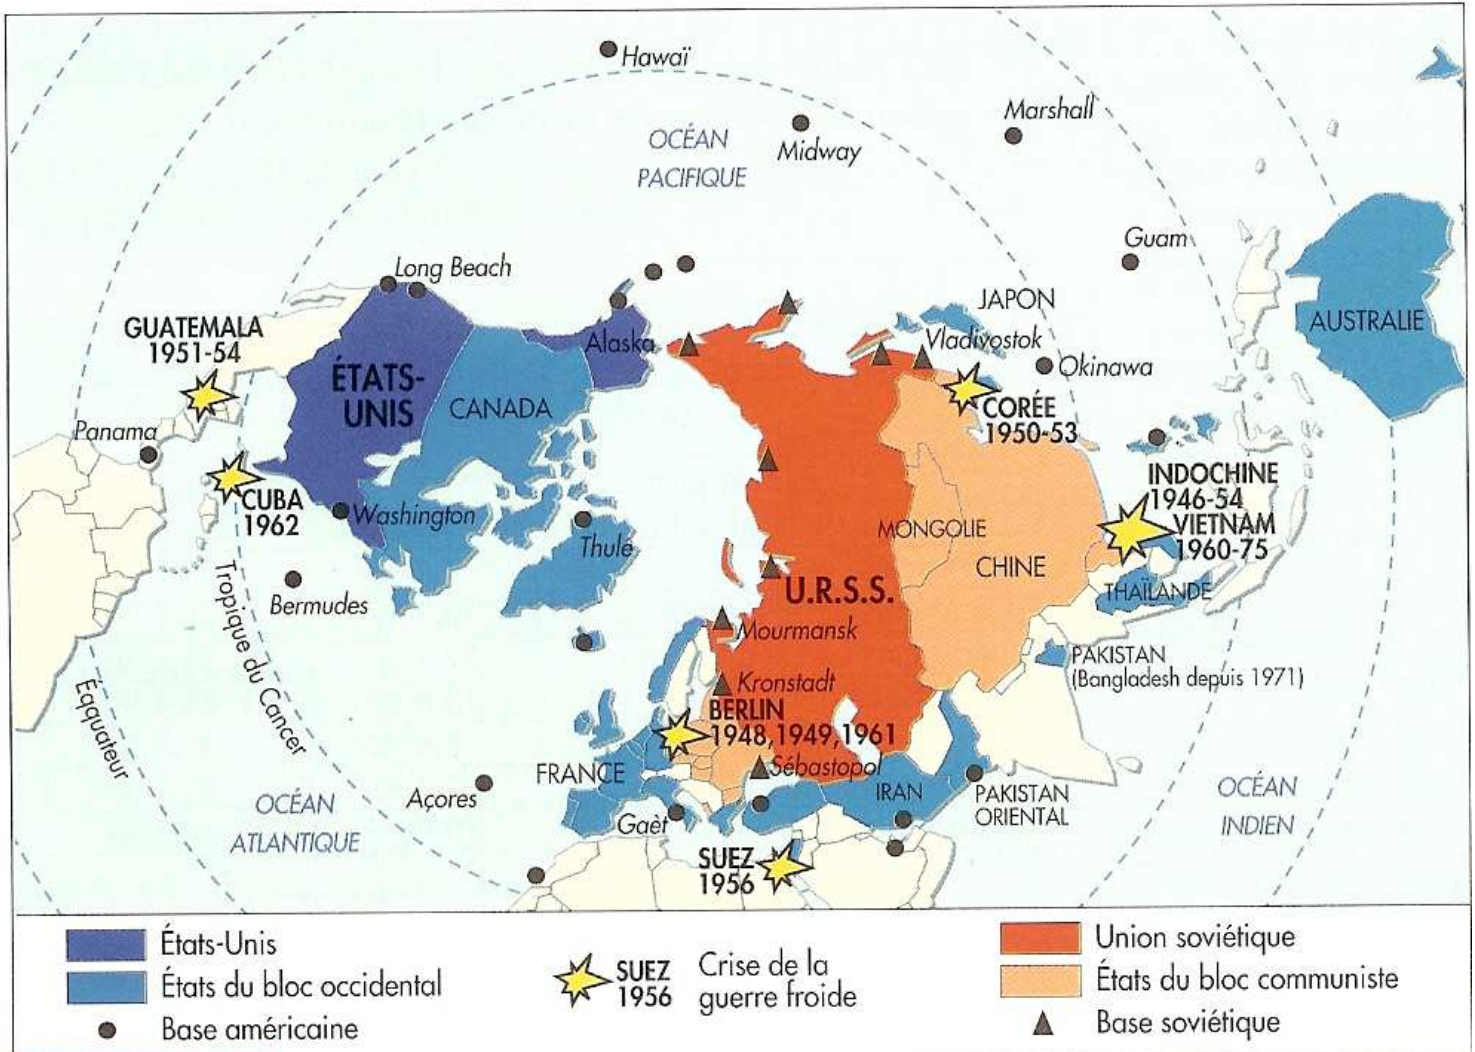 Hawaï
Marshall
OCÉAN
PACIFIQUE
Midway
Guam
Long Beach
JAPON
GUATEMALA
1951-54
AUSTRALIE
Alaska
Vladivostok
Okinawa
ÉTATS-
UNIS
CANADA
CORÉE
1950-53
Panama
INDOCHINE
1946-54
VIETNAM
1960-75
CUBA
1962
Washington
Thulé
MONGOLIE
CHINE
U.R.S.S.
THAÏLANDE
Bermudes
Tropique du Cancer
Mourmansk
PAKISTAN
(Bangladesh depuis 1971)
Kronstadt
Éqquateur
BERLIN
1948,1949,1961
Sébastopol
FRANCE
IRAN
PAKISTAN
ORIENTAL
Açores
OCÉAN
ATLANTIQUE
Gaèt
OCÉAN
INDIEN
SUEZ
1956
États-Unis
États du bloc occidental
Base américaine
SUEZ
1956
Crise de la
guerre froide
Union soviétique
États du bloc communiste
Base soviétique